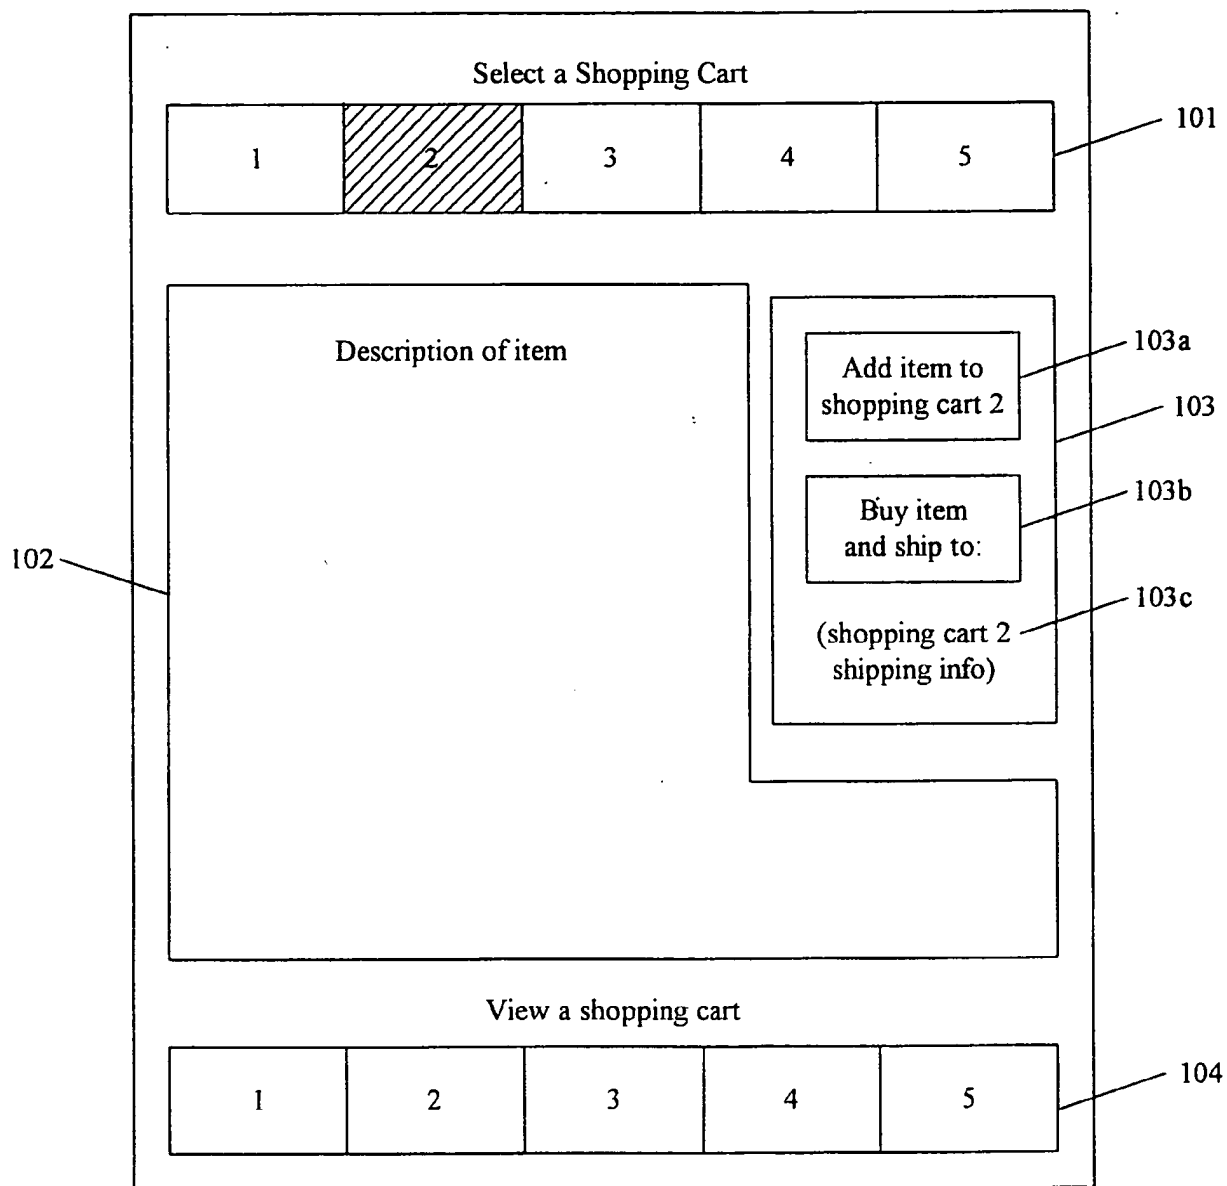 Select a Shopping Cart
1 2 3 4 5
101
Description of item
Add item to
shopping cart 2
103a
103
Buy item
and ship to:
103b
102
(shopping cart 2
shipping info)
103c
View a shopping cart
1 2 3 4 5
104